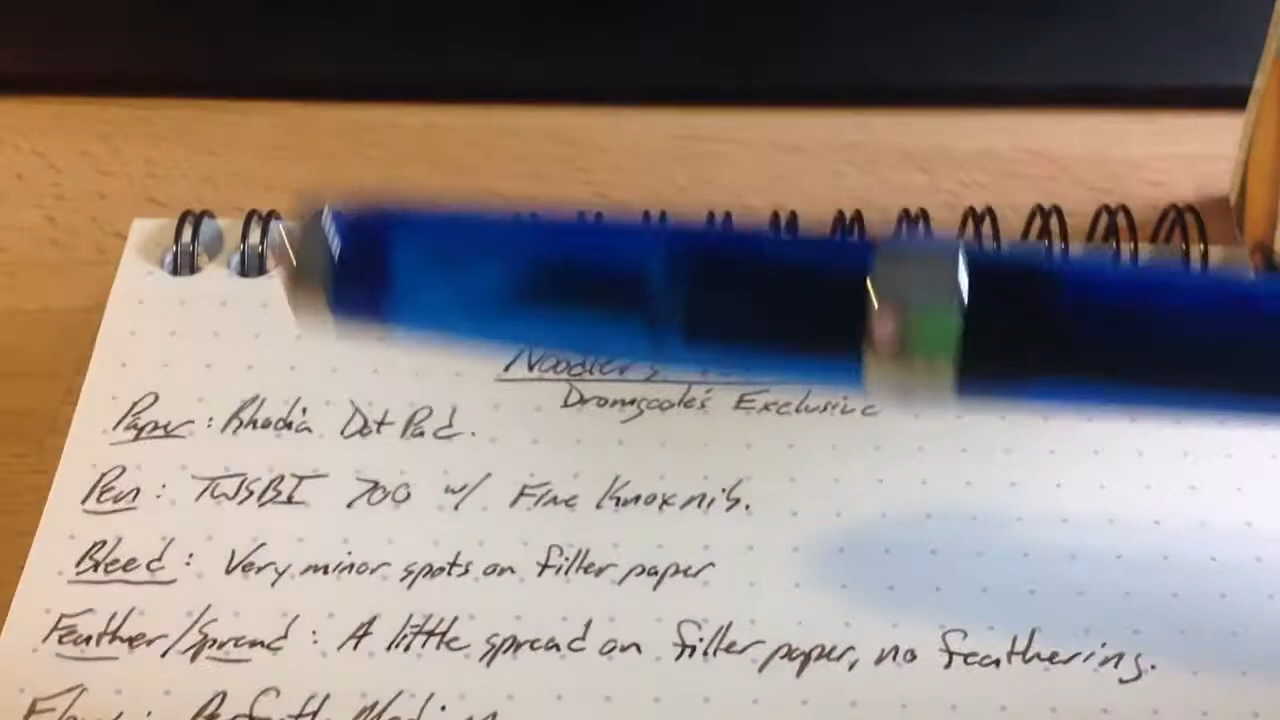 Noodler's
Dromgoole's Exclusive
Paper: Rhodia Dot Pad.
Pen: TWSBI 700 w/ Fine Knox nib.
Bleed: Very minor spots on filler paper
Feather/Spread: A little spread on filler paper, no feathering.
Flow: